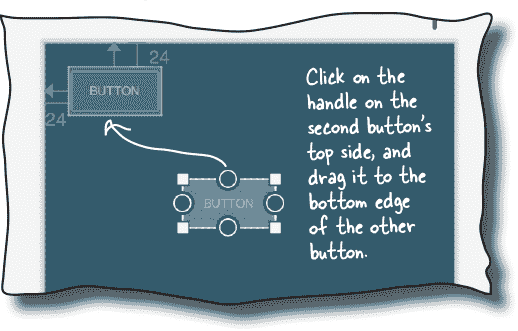 24
BUTTON
24
BUTTON
Click on the
handle on the
second button's
top side, and
drag it to the
bottom edge
of the other
button.